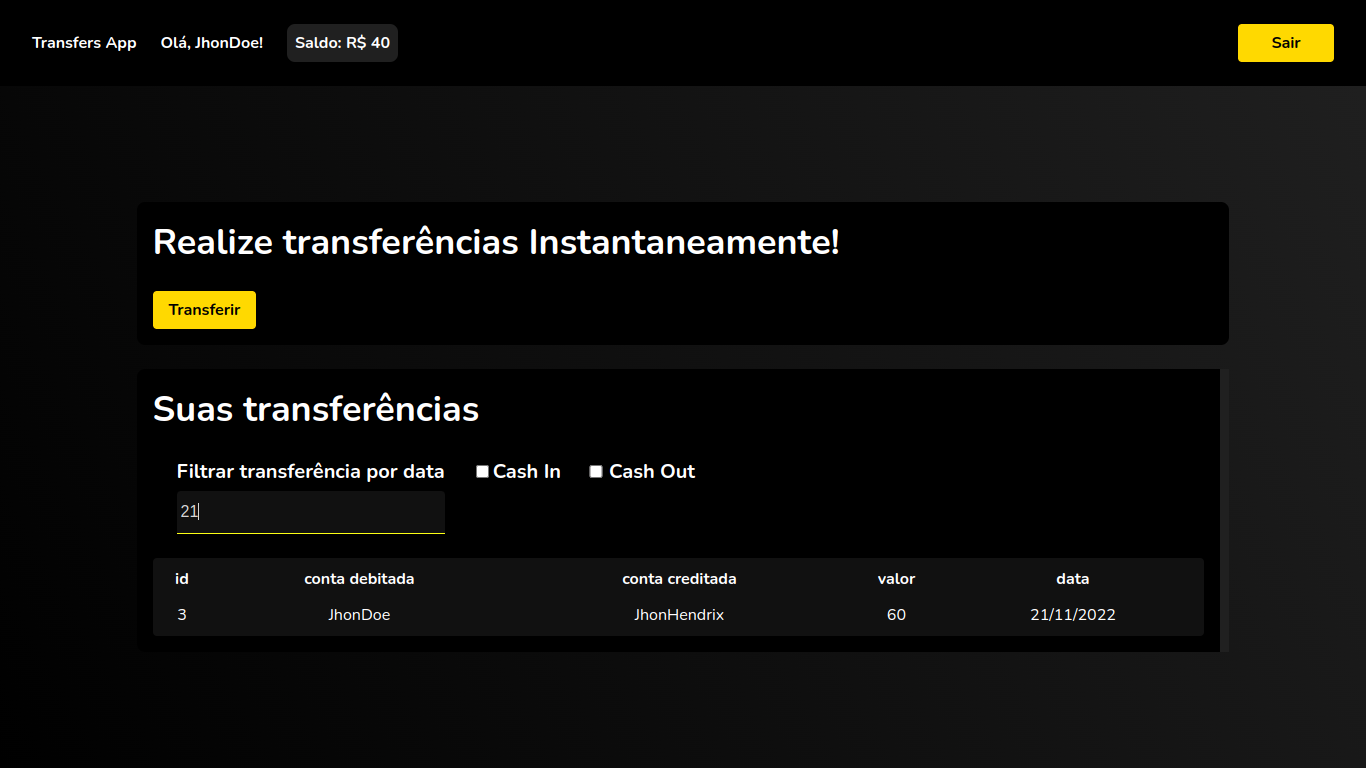 Transfers App Olá, JhonDoe! Saldo: R$ 40 Sair
Realize transferências Instantaneamente!
Transferir
Suas transferências
Filtrar transferência por data Cash In Cash Out
21
id conta debitada conta creditada valor data
3 JhonDoe JhonHendrix 60 21/11/2022